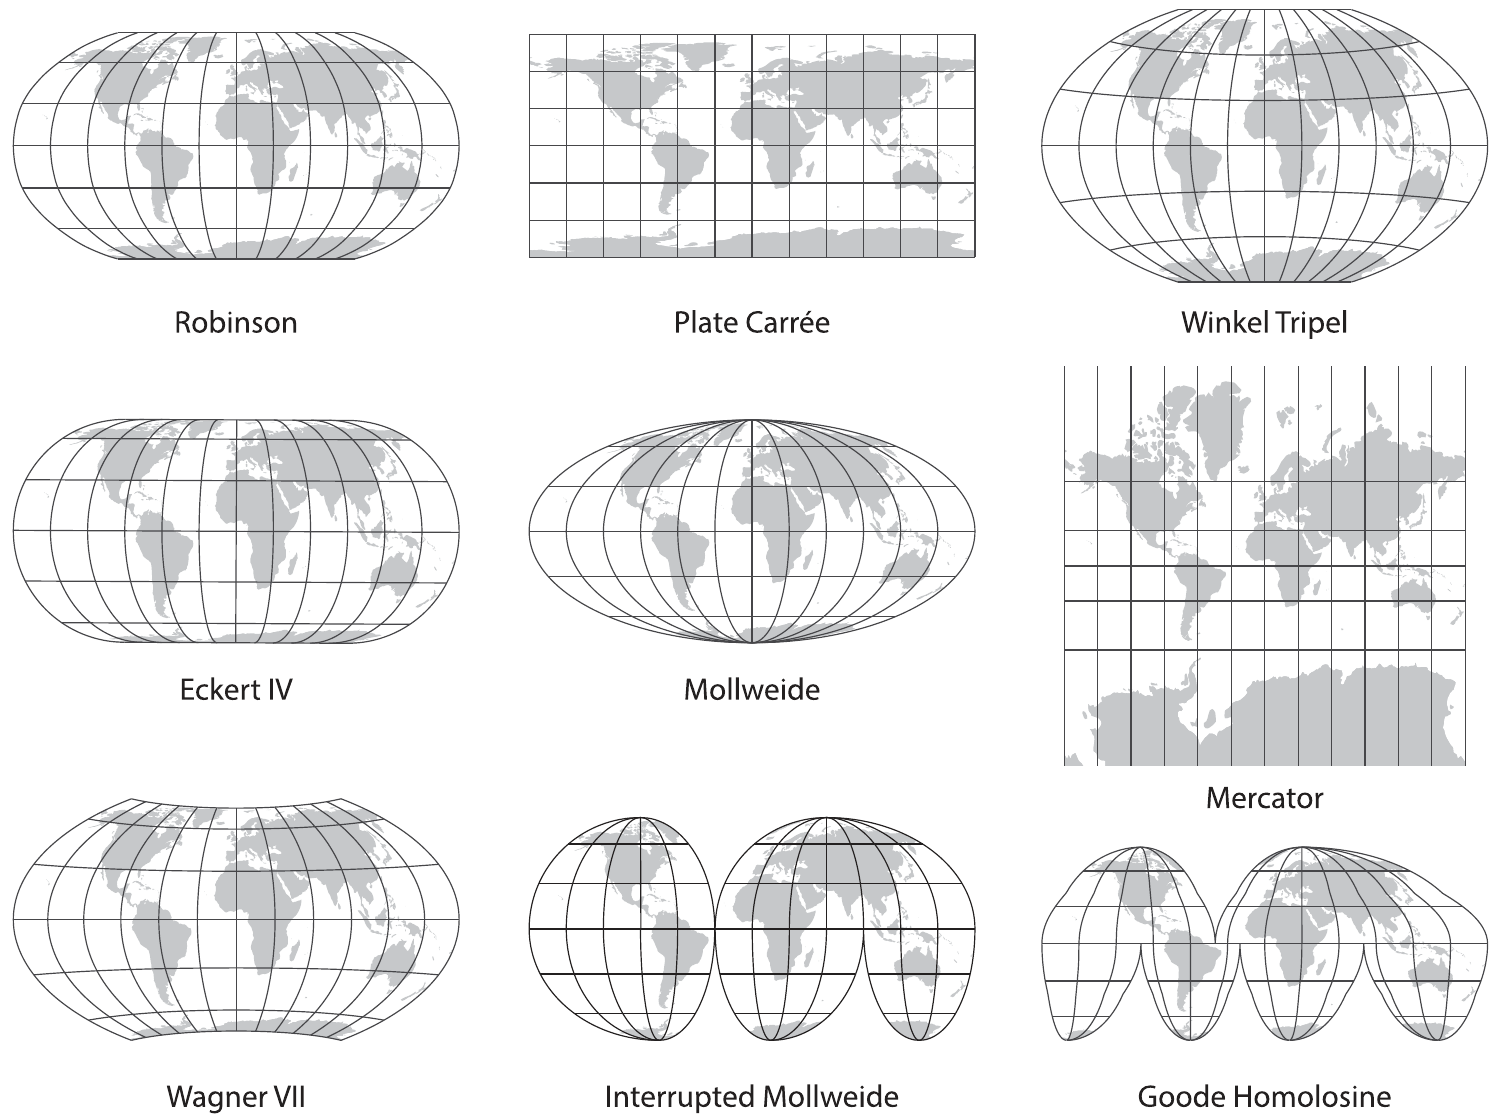 Robinson
Plate Carrée
Winkel Tripel
Eckert IV
Mollweide
Mercator
Wagner VII
Interrupted Mollweide
Goode Homolosine